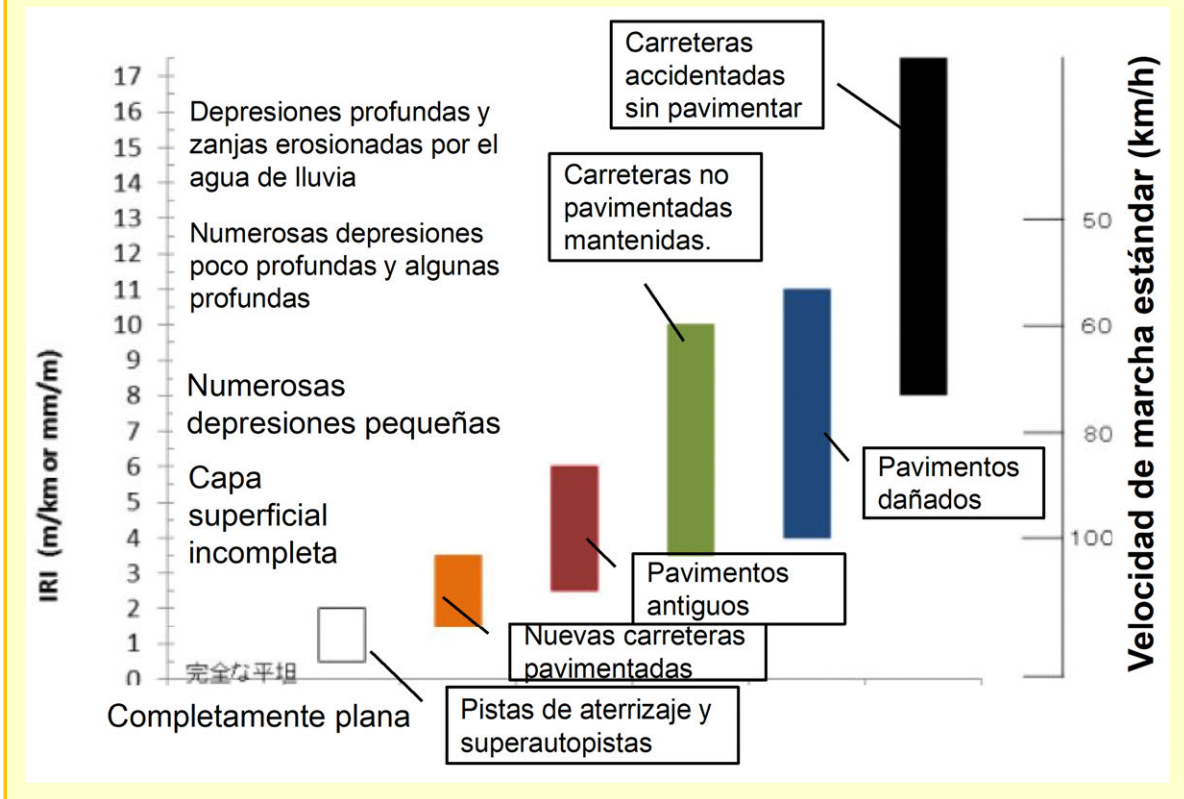 Carreteras
accidentadas
sin pavimentar
17
16
15
14
13
12
11
10
9
8
7
6
5
4
3
2
1
0
IRI (m/km or mm/m)
Depresiones profundas y
zanjas erosionadas por el
agua de lluvia
Numerosas depresiones
poco profundas y algunas
profundas
Numerosas
depresiones pequeñas
Capa
superficial
incompleta
完全な平坦
Completamente plana
Carreteras no
pavimentadas
mantenidas.
Pavimentos
dañados
Pavimentos
antiguos
Nuevas carreteras
pavimentadas
Pistas de aterrizaje y
superautopistas
50
60
80
100
Velocidad de marcha estándar (km/h)